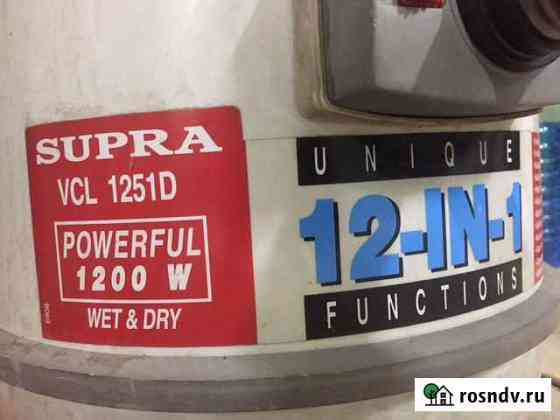 SUPRA
VCL 1251D
POWERFUL
1200 W
WET & DRY
UNIQUE
12-IN-1
FUNCTIONS
rosndv.ru